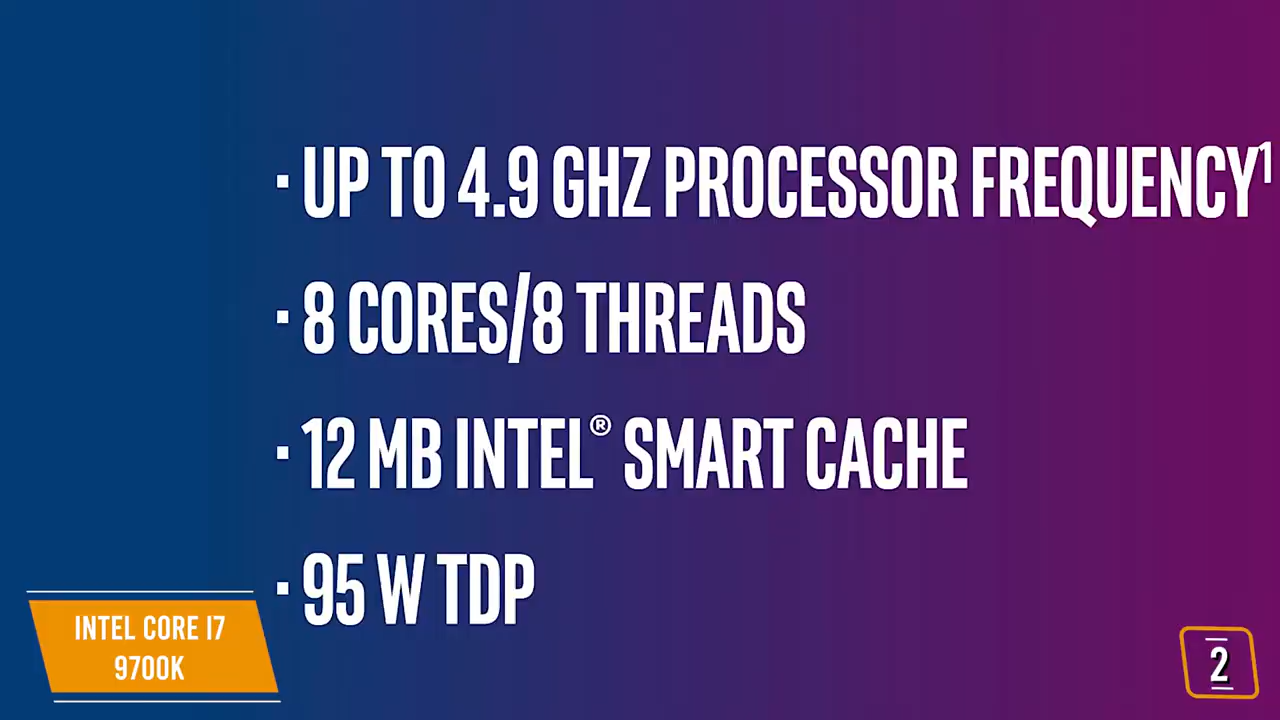 · UP TO 4.9 GHZ PROCESSOR FREQUENCY¹
· 8 CORES/8 THREADS
· 12 MB INTEL® SMART CACHE
· 95 W TDP
INTEL CORE I7
9700K
2